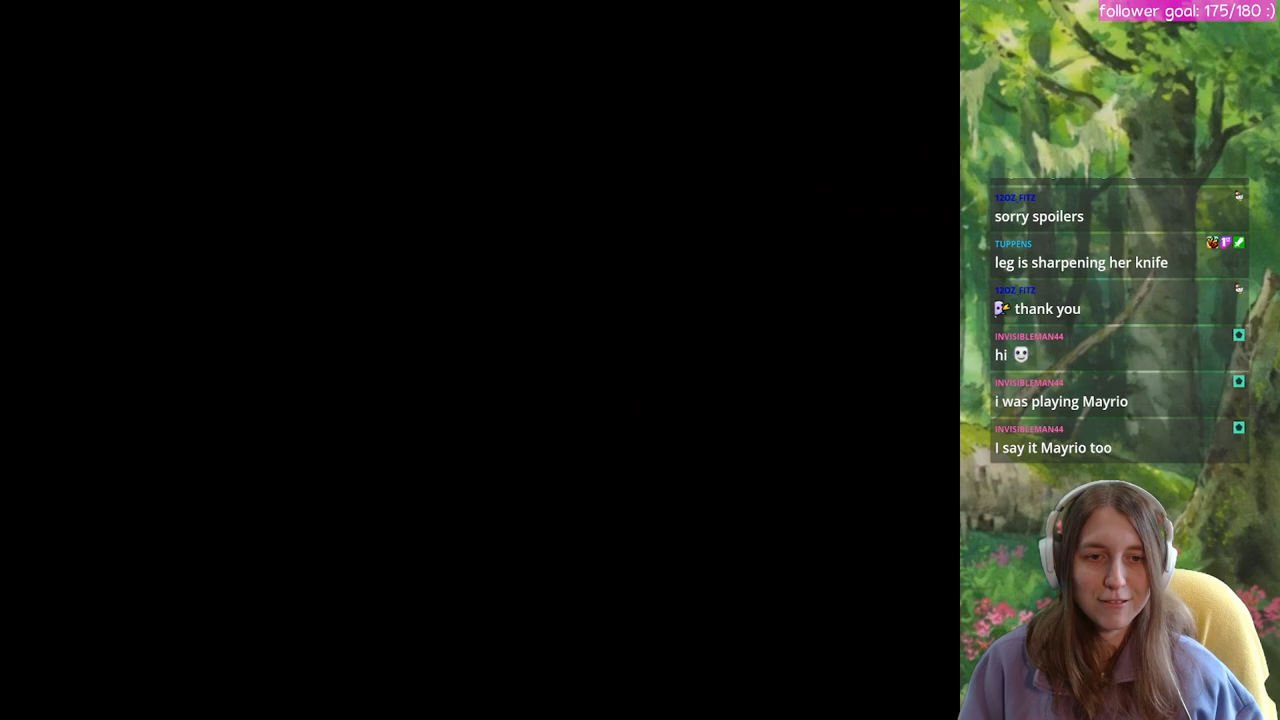 follower goal: 175/180 :)
12OZ_FITZ
sorry spoilers
TUPPENS
leg is sharpening her knife
12OZ_FITZ
thank you
INVISIBLEMAN44
hi
INVISIBLEMAN44
i was playing Mayrio
INVISIBLEMAN44
I say it Mayrio too